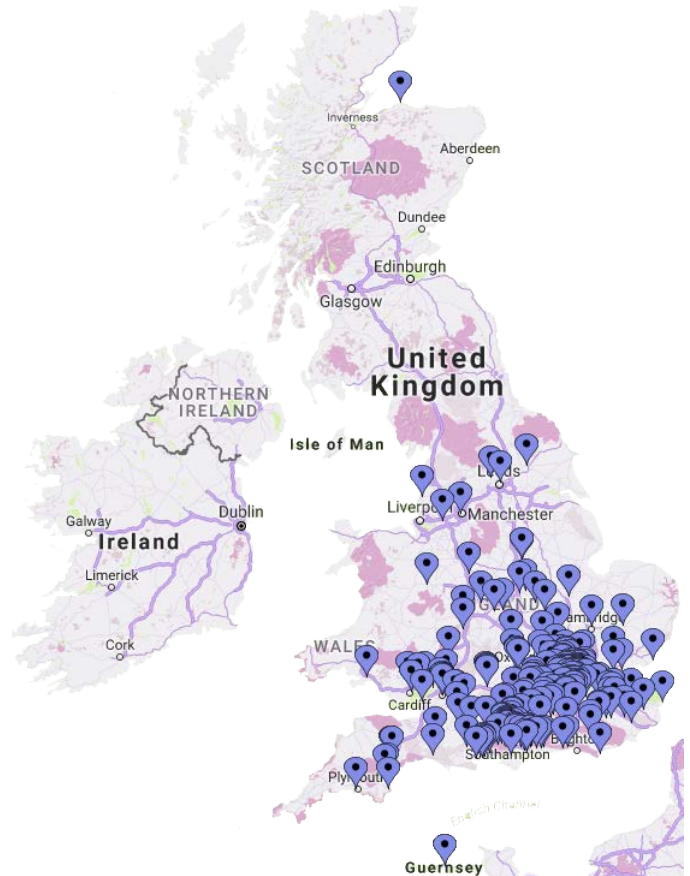 Inverness
SCOTLAND
Aberdeen
Dundee
Edinburgh
Glasgow
United
Kingdom
NORTHERN
IRELAND
Isle of Man
Leeds
Galway
Dublin
Liverpool
Manchester
Ireland
Limerick
Cork
WALES
Cardiff
Southampton
Plymouth
English Channel
Guernsey